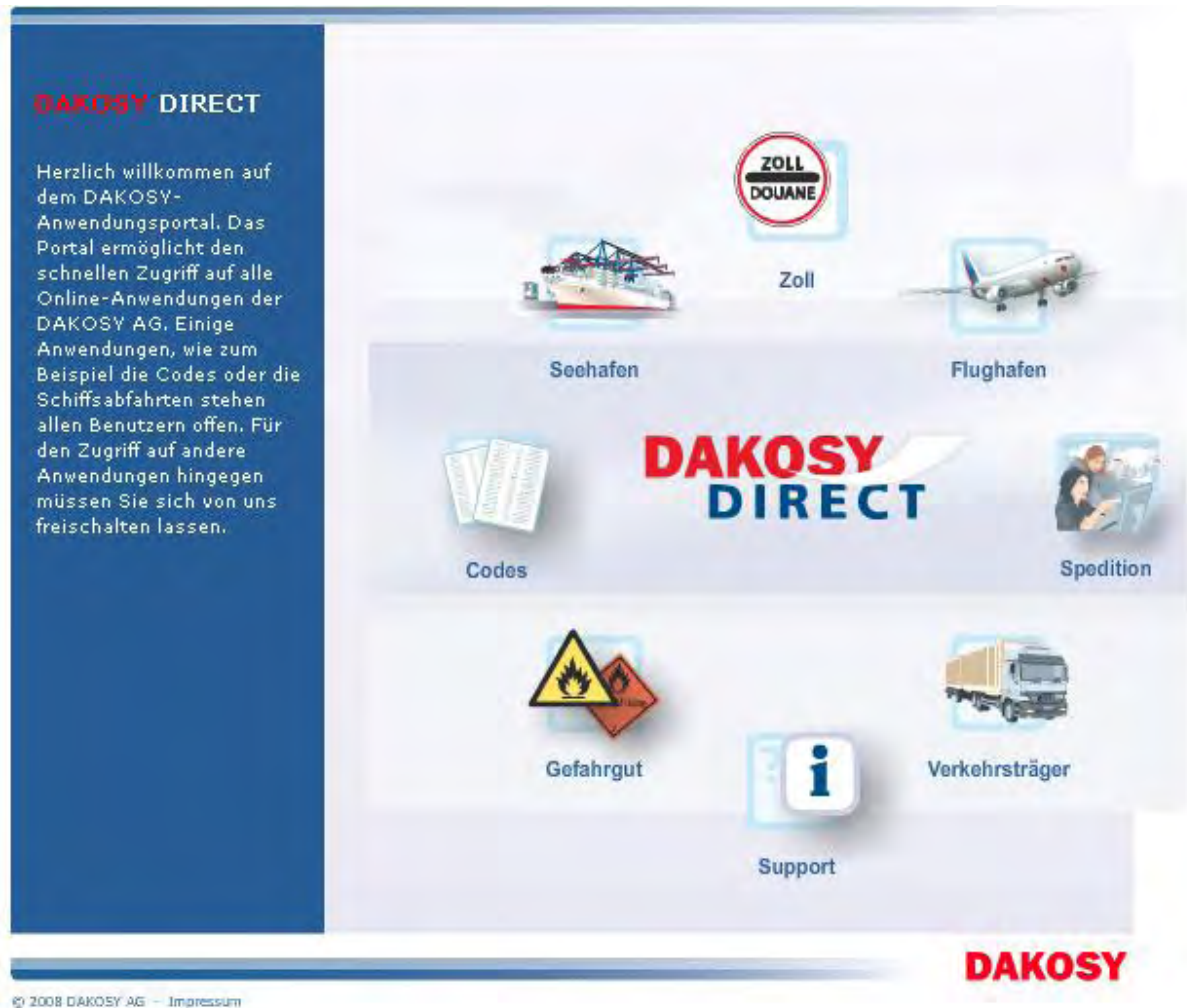 DAKOSY DIRECT
Herzlich willkommen auf
dem DAKOSY-
Anwendungsportal. Das
Portal ermöglicht den
schnellen Zugriff auf alle
Online-Anwendungen der
DAKOSY AG. Einige
Anwendungen, wie zum
Beispiel die Codes oder die
Schiffsabfahrten stehen
allen Benutzern offen. Für
den Zugriff auf andere
Anwendungen hingegen
müssen Sie sich von uns
freischalten lassen.
ZOLL
DOUANE
Zoll
Seehafen
Flughafen
DAKOSY
DIRECT
Codes
Spedition
Gefahrgut
i
Verkehrsträger
Support
DAKOSY
© 2008 DAKOSY AG - Impressum